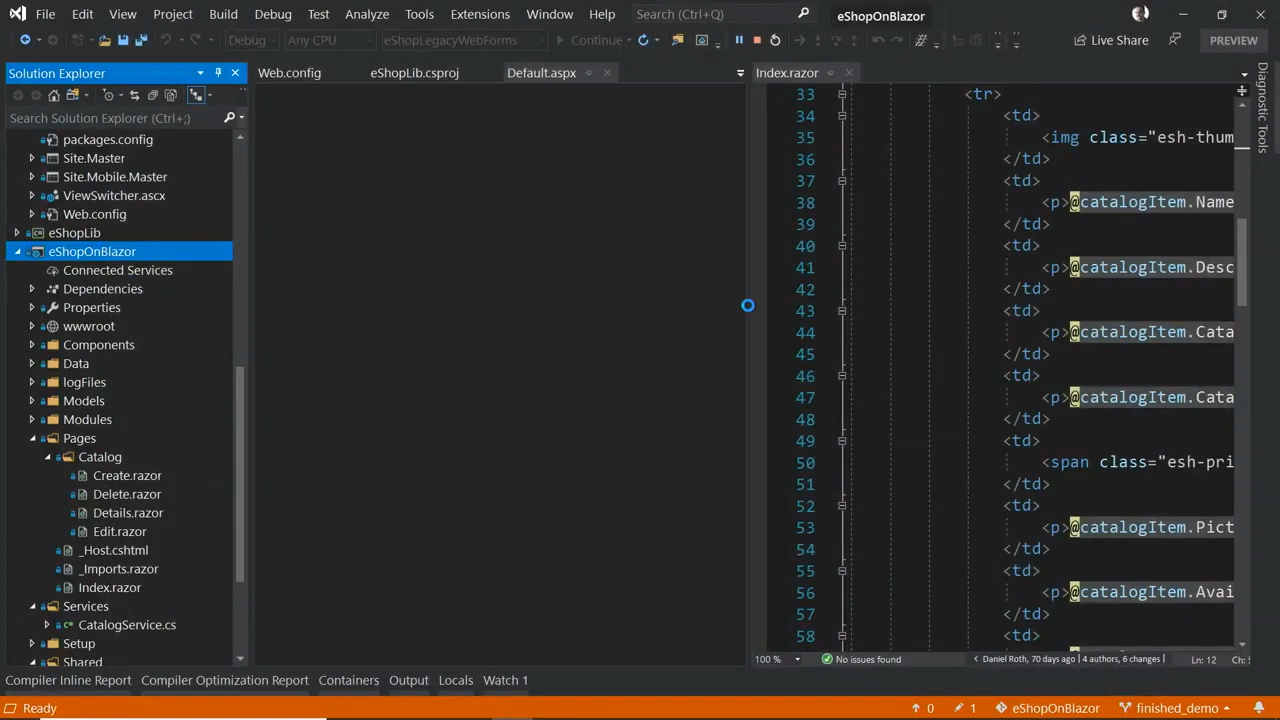 File Edit View Project Build Debug Test Analyze Tools Extensions Window Help Search (Ctrl+Q) eShopOnBlazor
Debug Any CPU eShopLegacyWebForms Continue Live Share PREVIEW
Solution Explorer
Search Solution Explorer (Ctrl+;)
packages.config
Site.Master
Site.Mobile.Master
ViewSwitcher.ascx
Web.config
eShopLib
eShopOnBlazor
Connected Services
Dependencies
Properties
wwwroot
Components
Data
logFiles
Models
Modules
Pages
Catalog
Create.razor
Delete.razor
Details.razor
Edit.razor
_Host.cshtml
_Imports.razor
Index.razor
Services
CatalogService.cs
Setup
Shared
Web.config eShopLib.csproj Default.aspx
Index.razor
33 <tr>
34 <td>
35 <img class="esh-thum
36 </td>
37 <td>
38 <p>@catalogItem.Name
39 </td>
40 <td>
41 <p>@catalogItem.Desc
42 </td>
43 <td>
44 <p>@catalogItem.Cata
45 </td>
46 <td>
47 <p>@catalogItem.Cata
48 </td>
49 <td>
50 <span class="esh-pri
51 </td>
52 <td>
53 <p>@catalogItem.Pict
54 </td>
55 <td>
56 <p>@catalogItem.Avai
57 </td>
58 <td>
100 % No issues found Daniel Roth, 70 days ago | 4 authors, 6 changes Ln: 12 Ch:
Diagnostic Tools
Compiler Inline Report Compiler Optimization Report Containers Output Locals Watch 1
Ready 0 1 eShopOnBlazor finished_demo